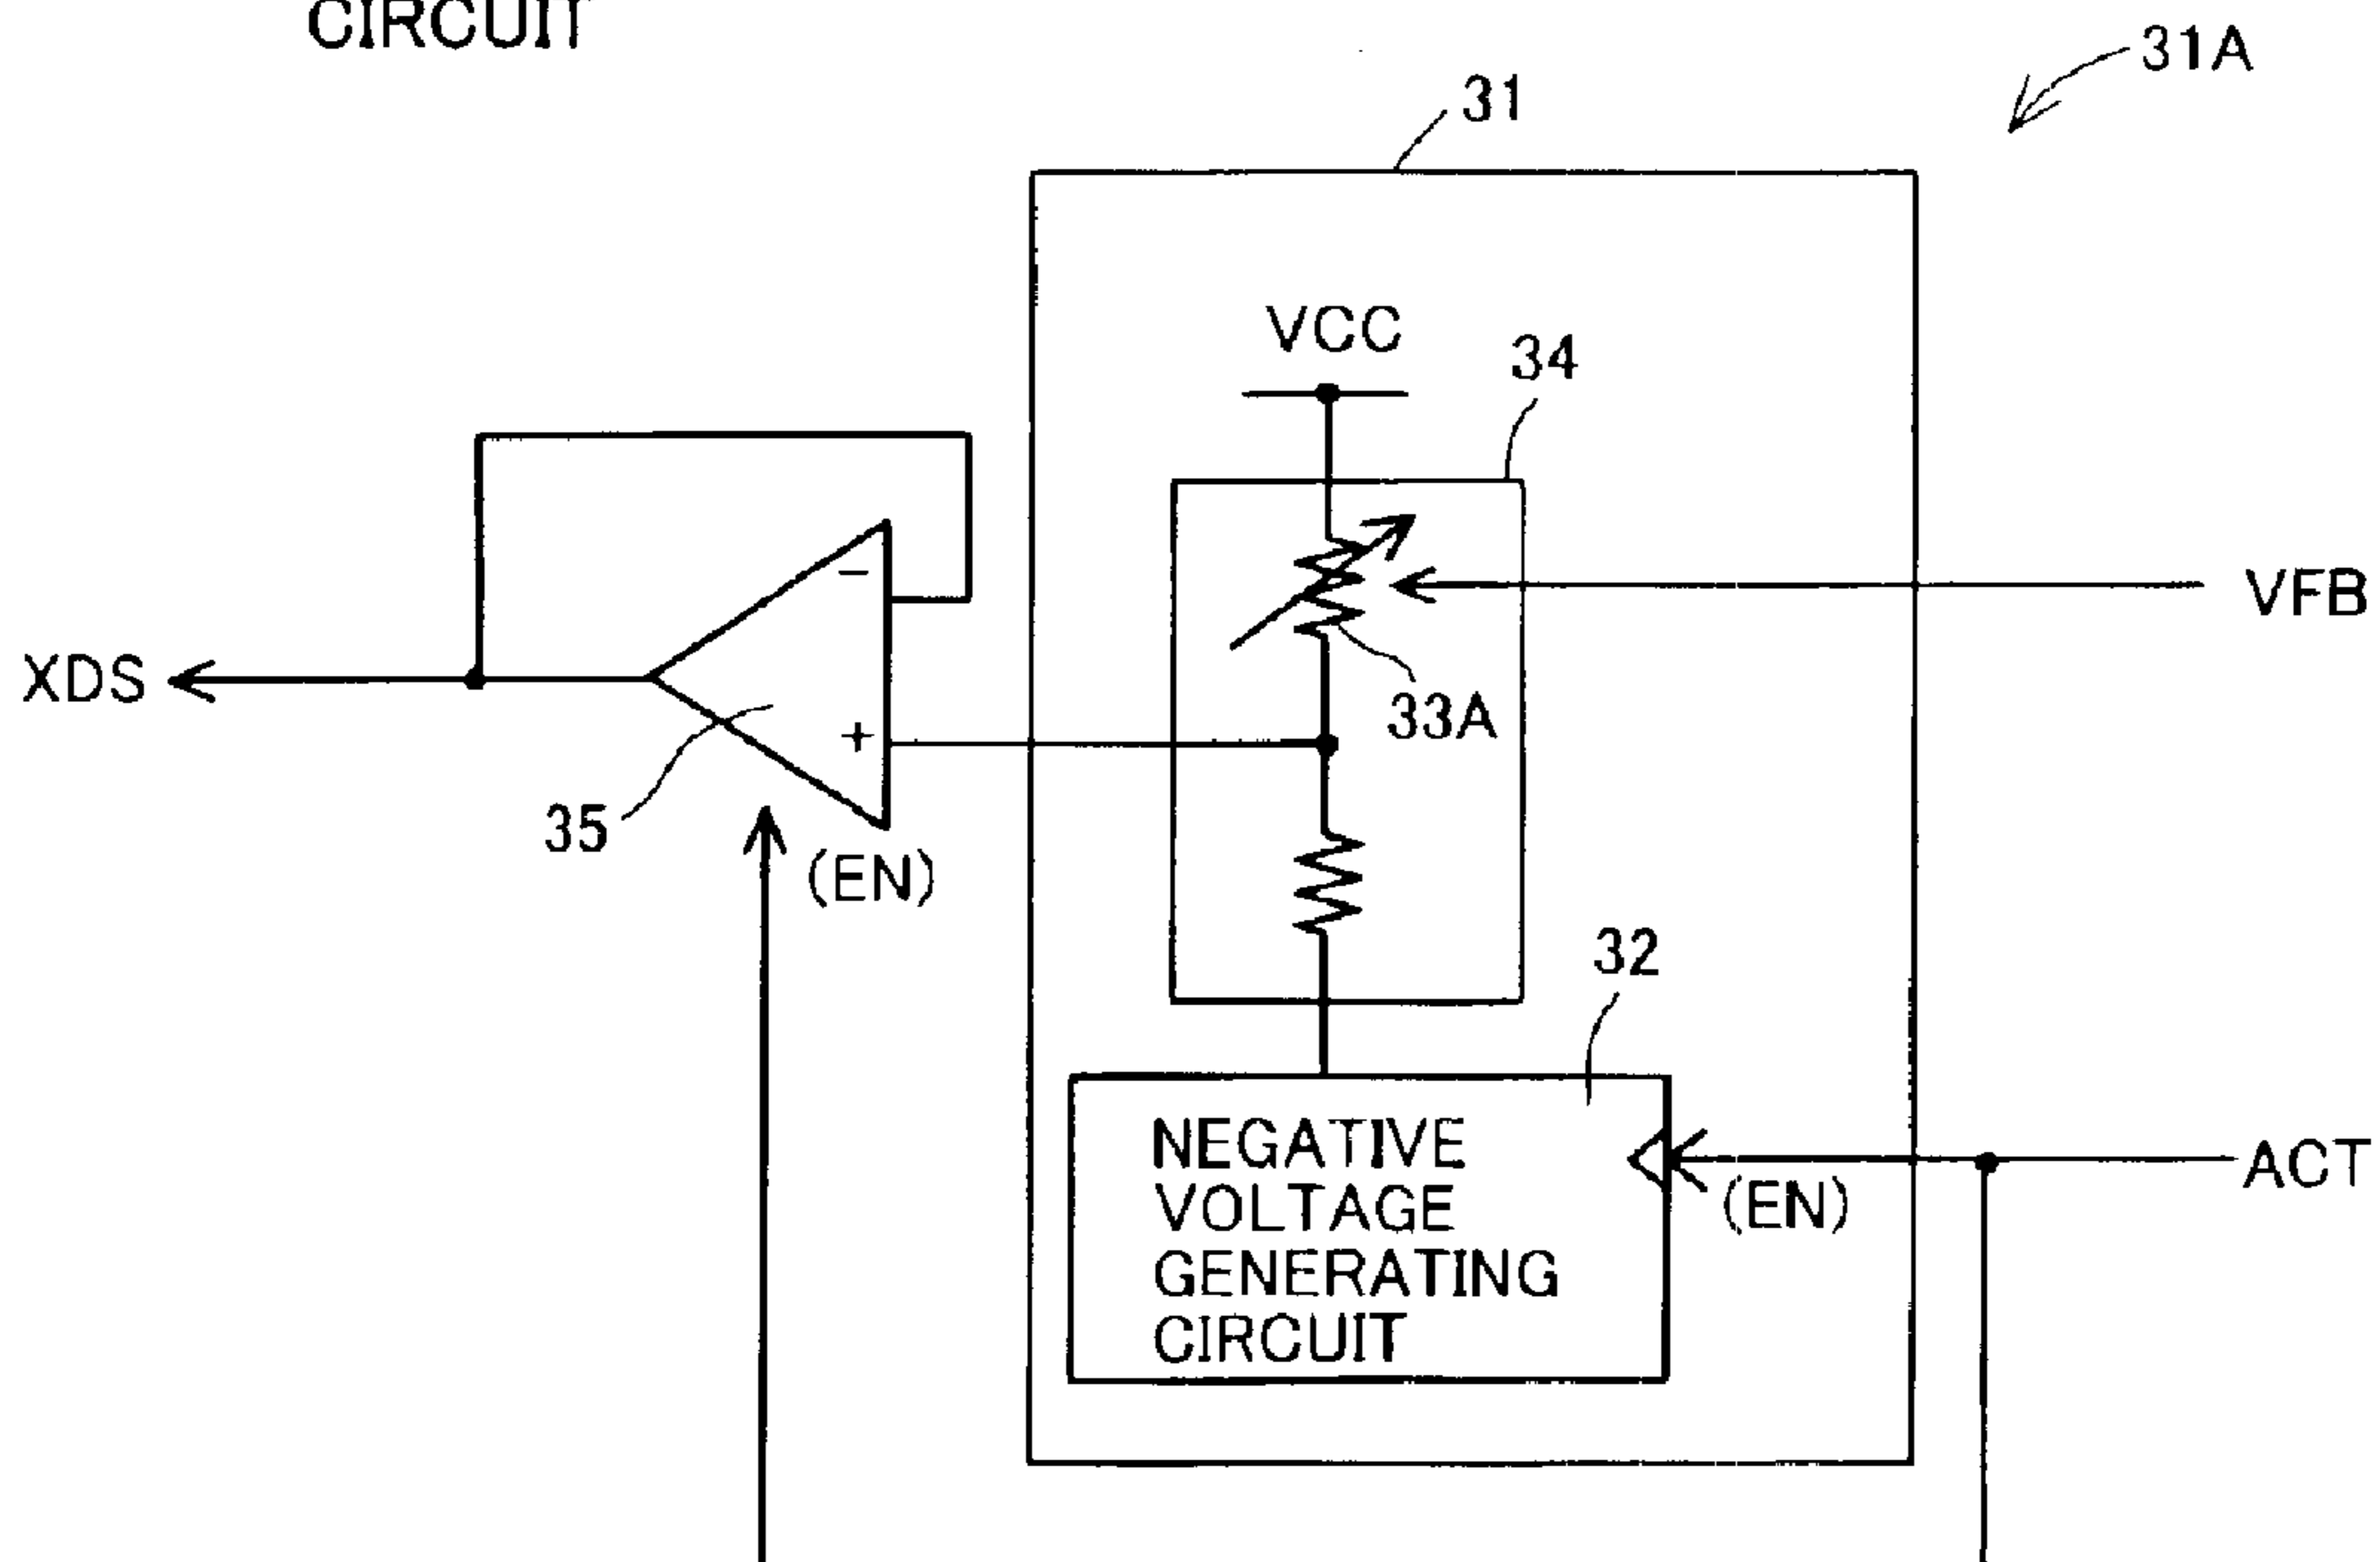 CIRCUIT
31A
31
VCC
34
−
VFB
XDS
33A
+
35
(EN)
32
NEGATIVE
VOLTAGE
GENERATING
CIRCUIT
ACT
(EN)